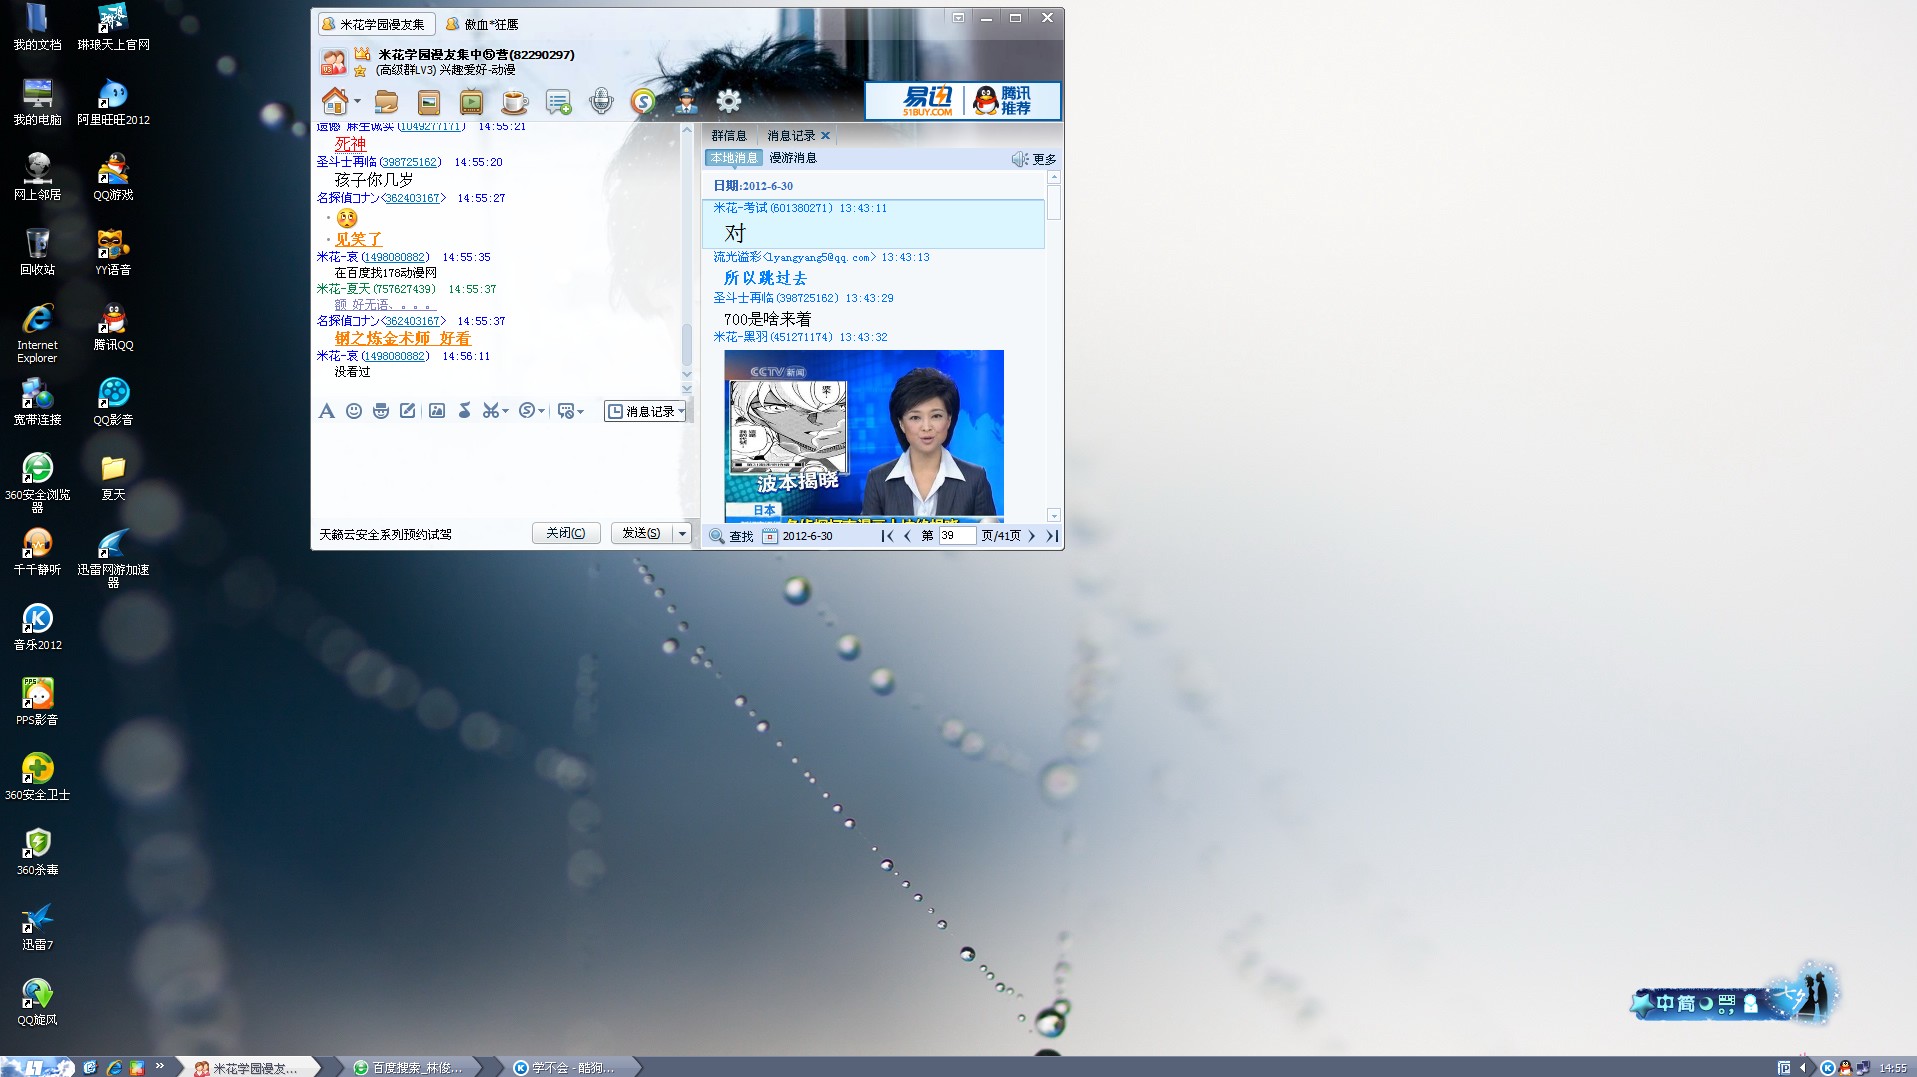 我的文档
琳琅天上官网
我的电脑
阿里旺旺2012
网上邻居
QQ游戏
回收站
YY语音
Internet
Explorer
腾讯QQ
宽带连接
QQ影音
360安全浏览
器
夏天
千千静听
迅雷网游加速
器
音乐2012
PPS影音
360安全卫士
360杀毒
迅雷7
QQ旋风
米花学园漫友集
傲血*狂鹰
米花学园漫友集中⑤营(82290297)
(高级群LV3) 兴趣爱好-动漫
易迅
51BUY.COM
腾讯
推荐
遗憾 麻生诚实(1049277171) 14:55:21
死神
圣斗士再临(398725162) 14:55:20
孩子你几岁
名探偵コナン<362403167> 14:55:27
见笑了
米花-哀(1498080882) 14:55:35
在百度找178动漫网
米花-夏天(757627439) 14:55:37
额 好无语、。。。
名探偵コナン<362403167> 14:55:37
钢之炼金术师 好看
米花-哀(1498080882) 14:56:11
没看过
消息记录
天籁云安全系列预约试驾
关闭(C)
发送(S)
群信息
消息记录
本地消息
漫游消息
更多
日期:2012-6-30
米花-考试(601380271) 13:43:11
对
流光溢彩<lyangyang5@qq.com> 13:43:13
所以跳过去
圣斗士再临(398725162) 13:43:29
700是啥来着
米花-黑羽(451271174) 13:43:32
CCTV 新闻
波本揭晓
日本
查找
2012-6-30
第 39 页/41页
中简
七夕
米花学园漫友...
百度搜索_林俊...
学不会 - 酷狗...
14:55